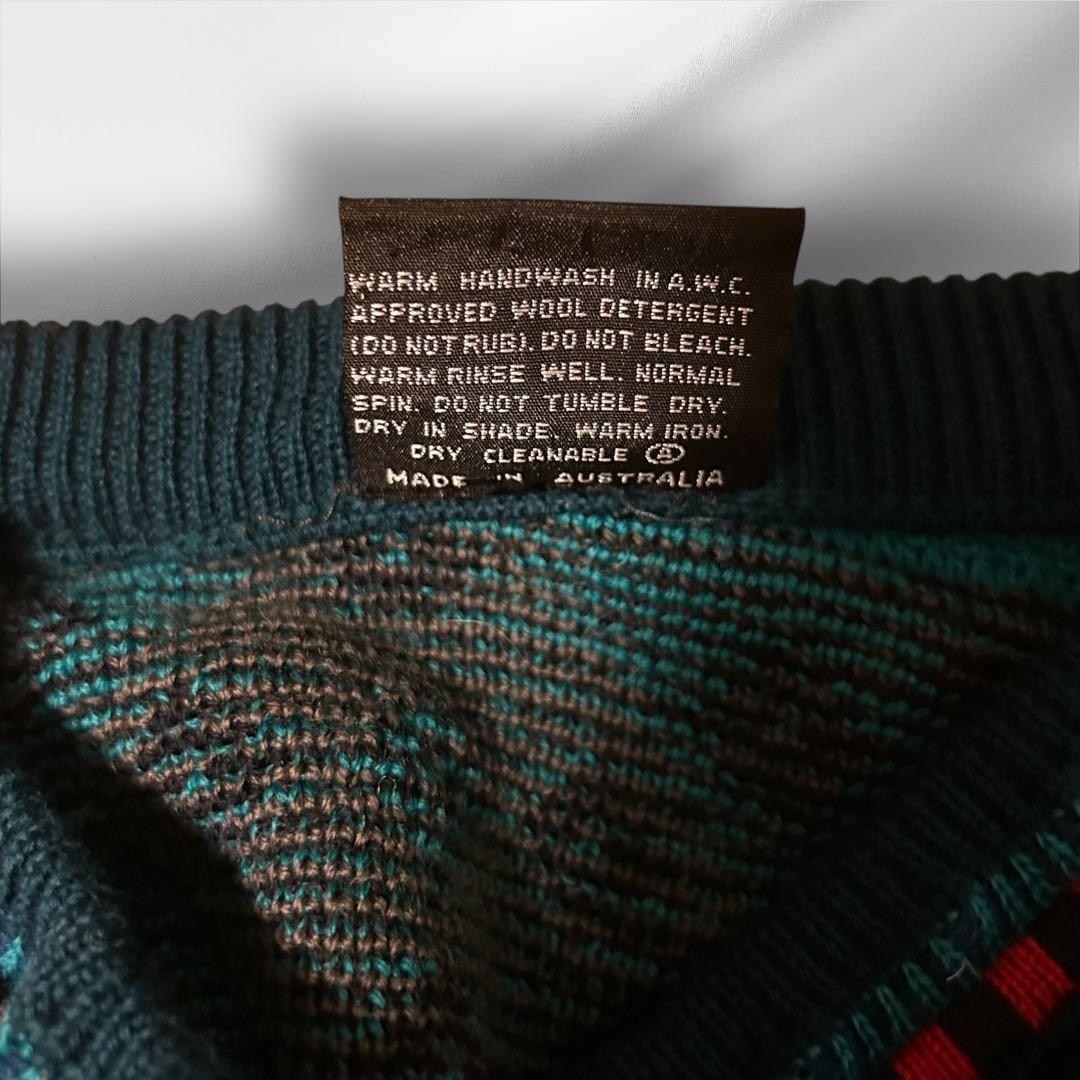 WARM HANDWASH IN A.W.C.
APPROVED WOOL DETERGENT
(DO NOT RUB). DO NOT BLEACH.
WARM RINSE WELL. NORMAL
SPIN. DO NOT TUMBLE DRY.
DRY IN SHADE. WARM IRON.
DRY CLEANABLE Ⓐ
MADE IN AUSTRALIA